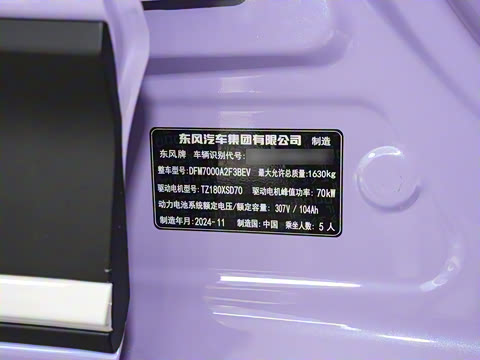 东风汽车集团有限公司 制造
东风牌 车辆识别代号:
整车型号:DFM7000A2F3BEV 最大允许总质量:1630kg
驱动电机型号:TZ180XSD70 驱动电机峰值功率:70kW
动力电池系统额定电压/额定容量: 307V / 104Ah
制造年月:2024-11 制造国:中国 乘坐人数:5 人